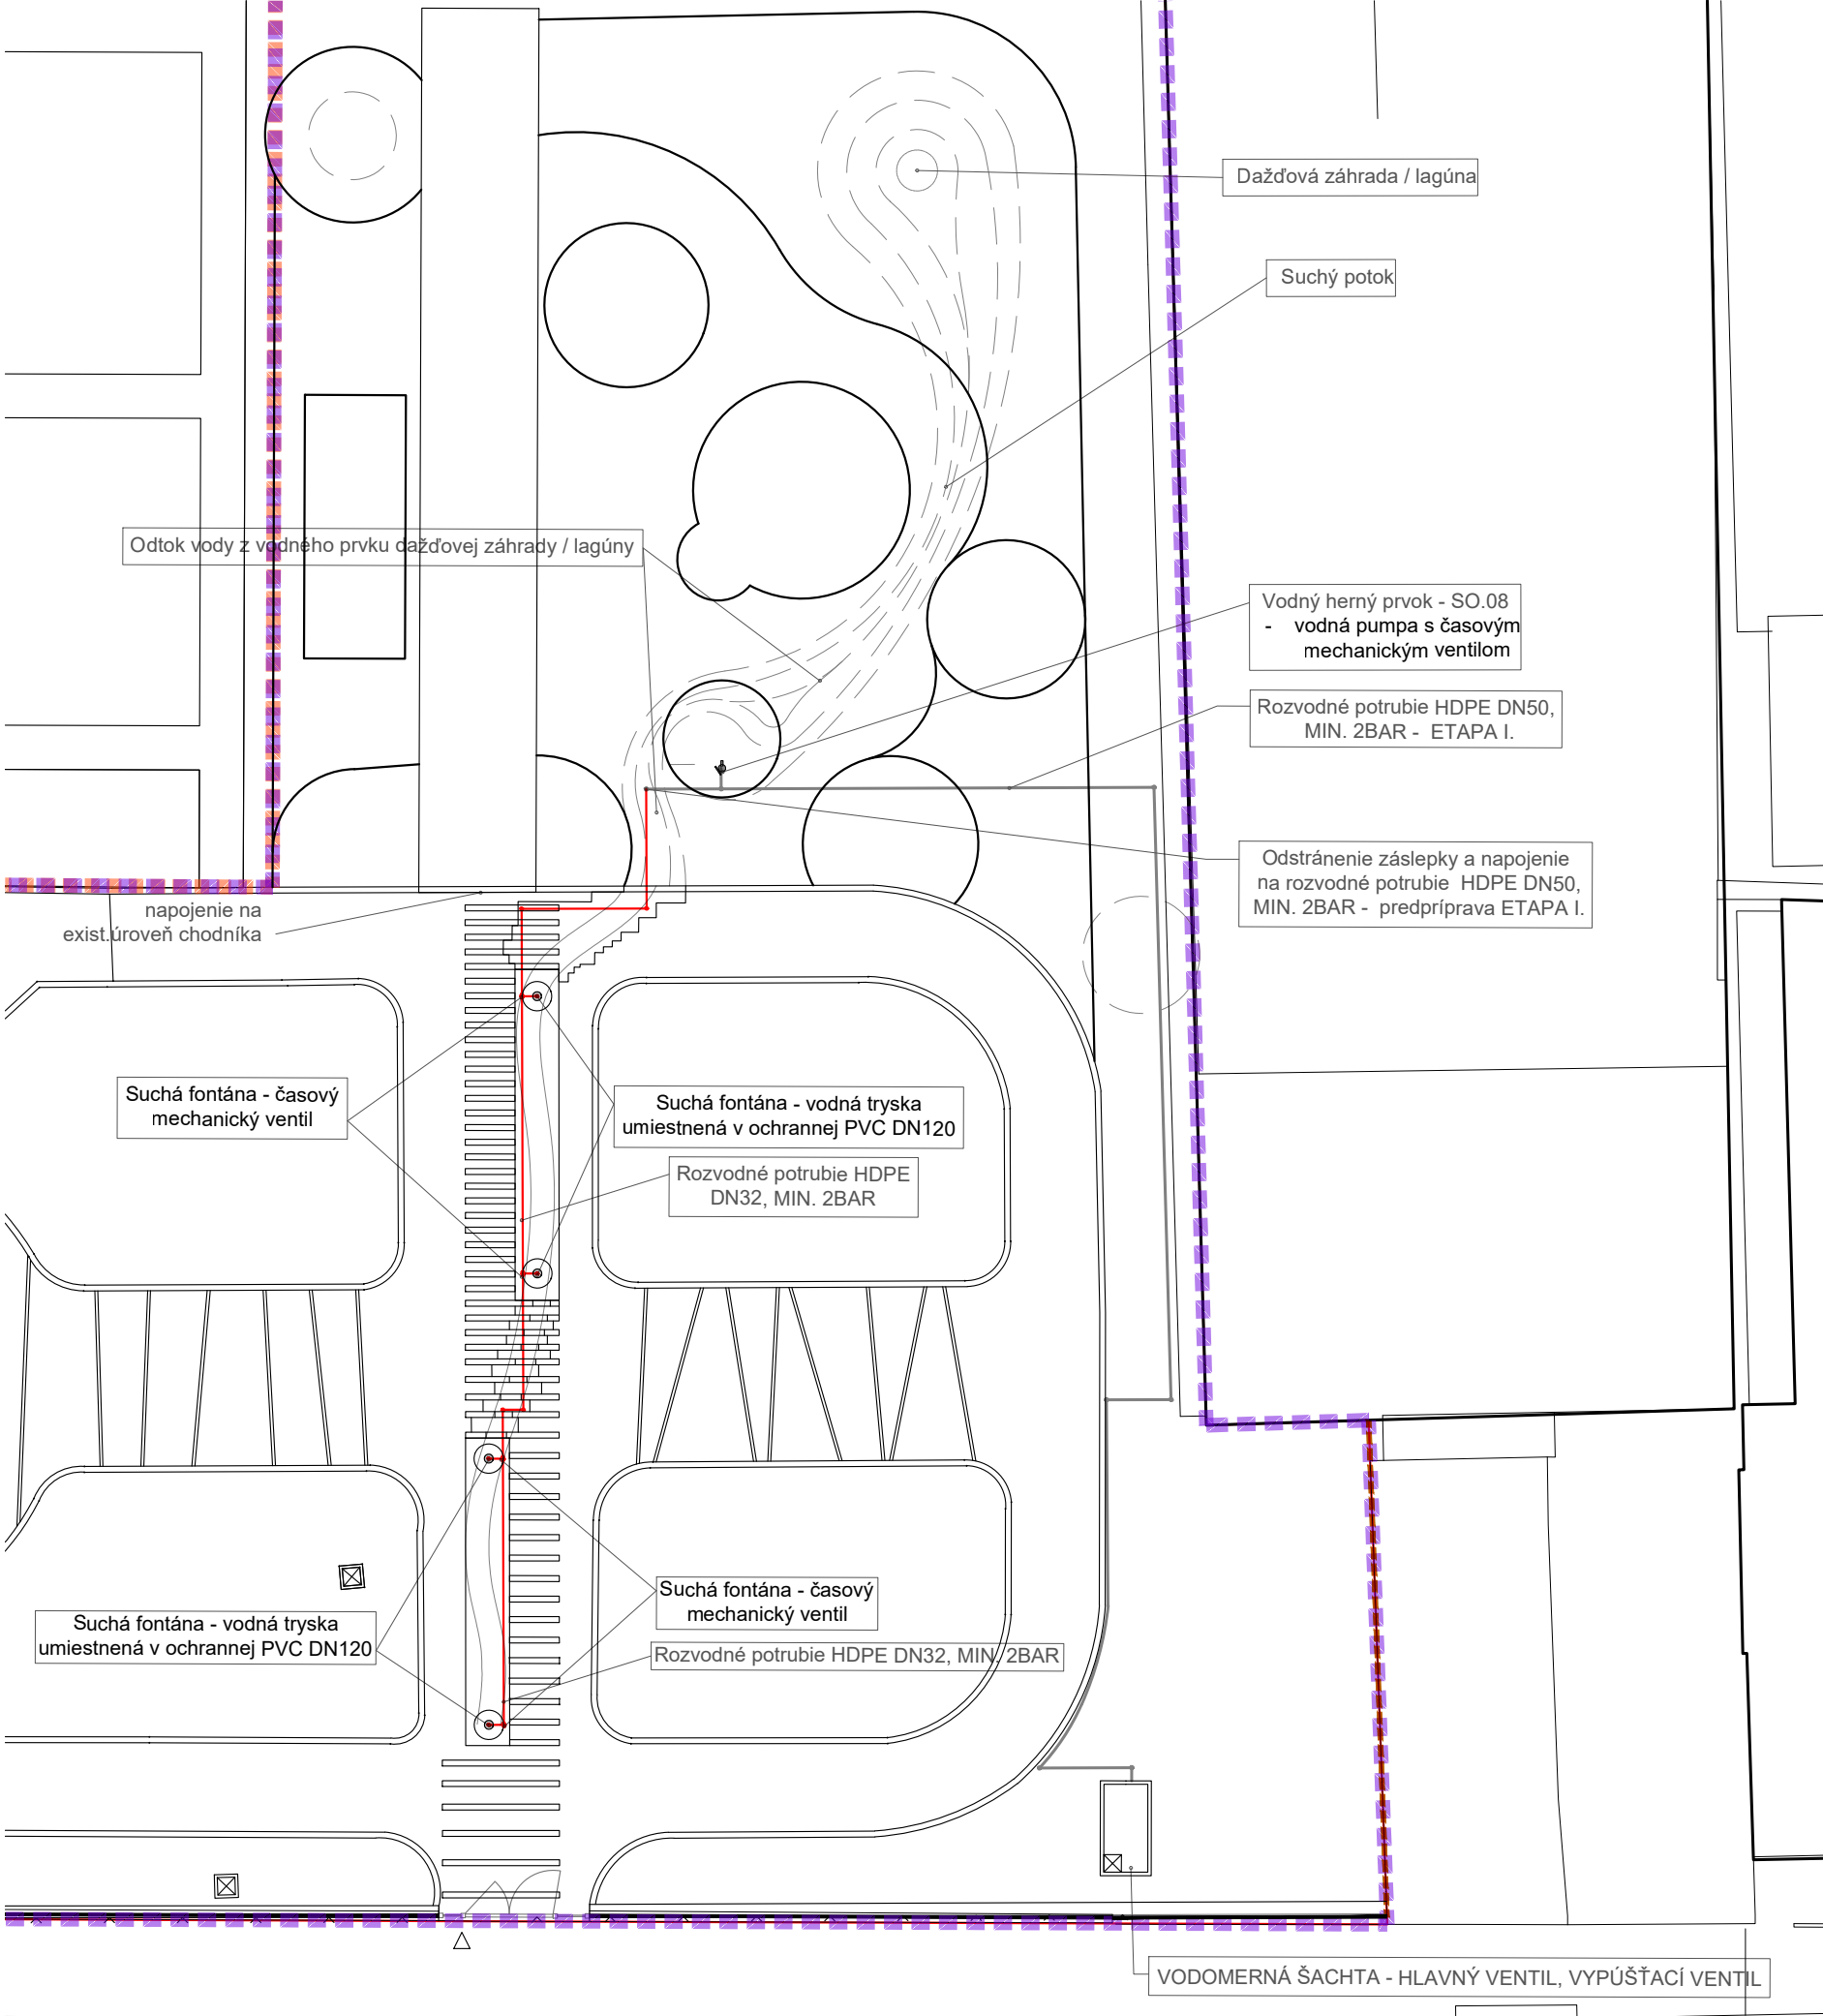 Dažďová záhrada / lagúna
Suchý potok
Odtok vody z vodného prvku dažďovej záhrady / lagúny
Vodný herný prvok - SO.08
- vodná pumpa s časovým
mechanickým ventilom
Rozvodné potrubie HDPE DN50,
MIN. 2BAR - ETAPA I.
Odstránenie záslepky a napojenie
na rozvodné potrubie HDPE DN50,
MIN. 2BAR - predpríprava ETAPA I.
napojenie na
exist.úroveň chodníka
Suchá fontána - časový
mechanický ventil
Suchá fontána - vodná tryska
umiestnená v ochrannej PVC DN120
Rozvodné potrubie HDPE
DN32, MIN. 2BAR
Suchá fontána - časový
mechanický ventil
Suchá fontána - vodná tryska
umiestnená v ochrannej PVC DN120
Rozvodné potrubie HDPE DN32, MIN. 2BAR
VODOMERNÁ ŠACHTA - HLAVNÝ VENTIL, VYPÚŠŤACÍ VENTIL